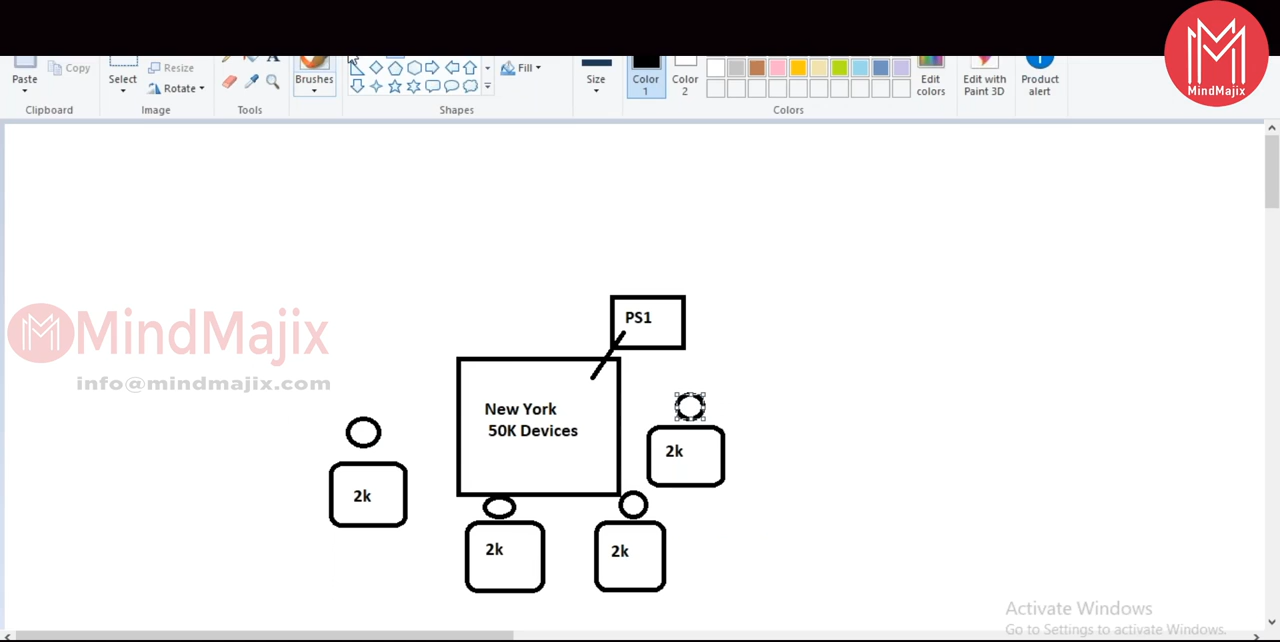 MindMajix
Paste
Copy
Select
Resize
Rotate
Brushes
Fill
Size
Color
1
Color
2
Edit
colors
Edit with
Paint 3D
Product
alert
Clipboard
Image
Tools
Shapes
Colors
MindMajix
info@mindmajix.com
PS1
New York
50K Devices
2k
2k
2k
2k
Activate Windows
Go to Settings to activate Windows.